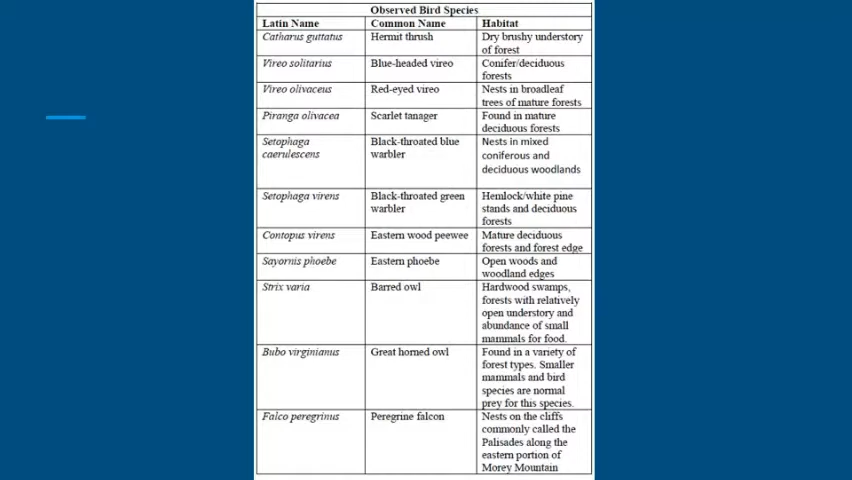 Observed Bird Species
Latin Name Common Name Habitat
Catharus guttatus Hermit thrush Dry brushy understory
of forest
Vireo solitarius Blue-headed vireo Conifer/deciduous
forests
Vireo olivaceus Red-eyed vireo Nests in broadleaf
trees of mature forests
Piranga olivacea Scarlet tanager Found in mature
deciduous forests
Setophaga Black-throated blue Nests in mixed
caerulescens warbler coniferous and
deciduous woodlands
Setophaga virens Black-throated green Hemlock/white pine
warbler stands and deciduous
forests
Contopus virens Eastern wood peewee Mature deciduous
forests and forest edge
Sayornis phoebe Eastern phoebe Open woods and
woodland edges
Strix varia Barred owl Hardwood swamps,
forests with relatively
open understory and
abundance of small
mammals for food.
Bubo virginianus Great horned owl Found in a variety of
forest types. Smaller
mammals and bird
species are normal
prey for this species.
Falco peregrinus Peregrine falcon Nests on the cliffs
commonly called the
Palisades along the
eastern portion of
Morey Mountain